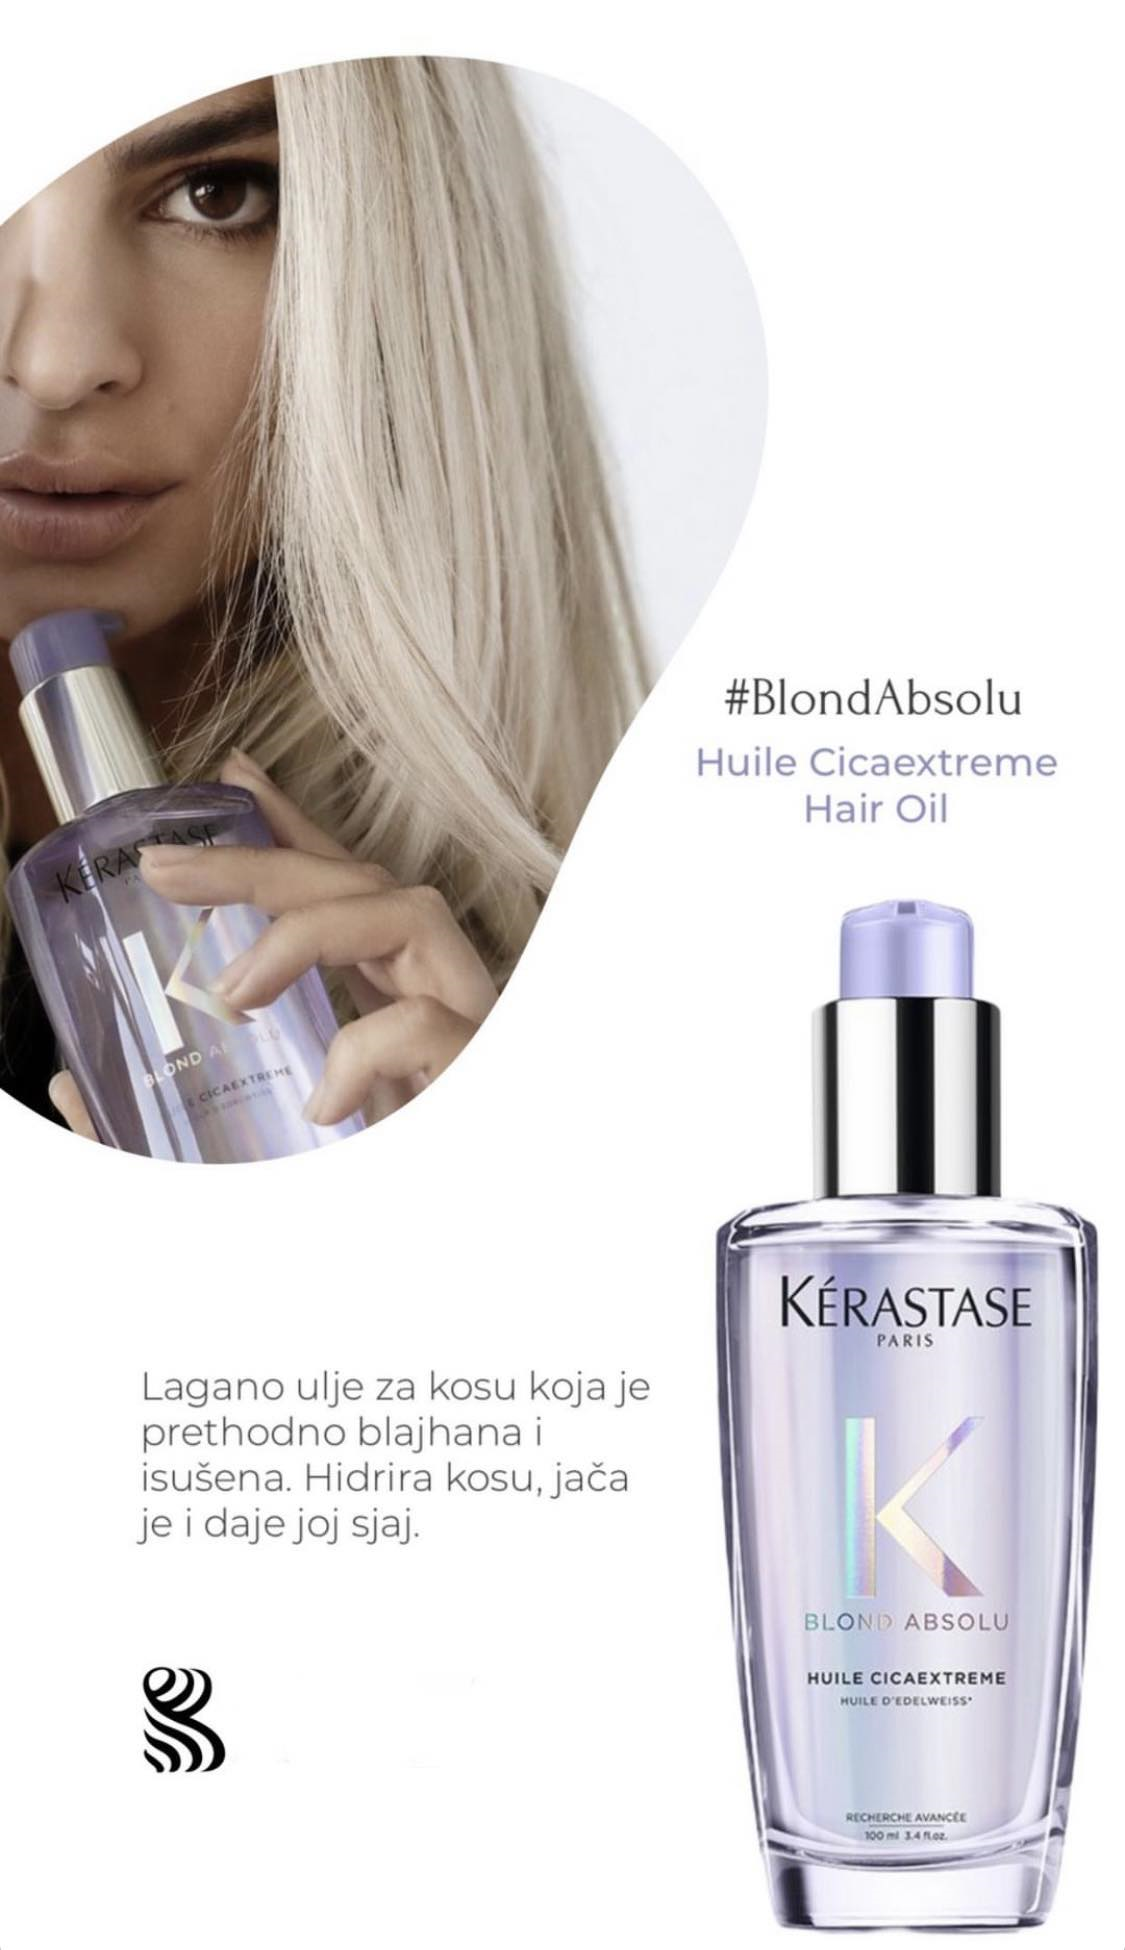 #BlondAbsolu
Huile Cicaextreme
Hair Oil
KÉRASTASE
BLOND ABSOLU
CICAEXTREME
KÉRASTASE
PARIS
K
BLOND ABSOLU
HUILE CICAEXTREME
HUILE D'EDELWEISS*
RECHERCHE AVANCÉE
100 ml 3.4 fl.oz.
Lagano ulje za kosu koja je
prethodno blajhana i
isušena. Hidrira kosu, jača
je i daje joj sjaj.